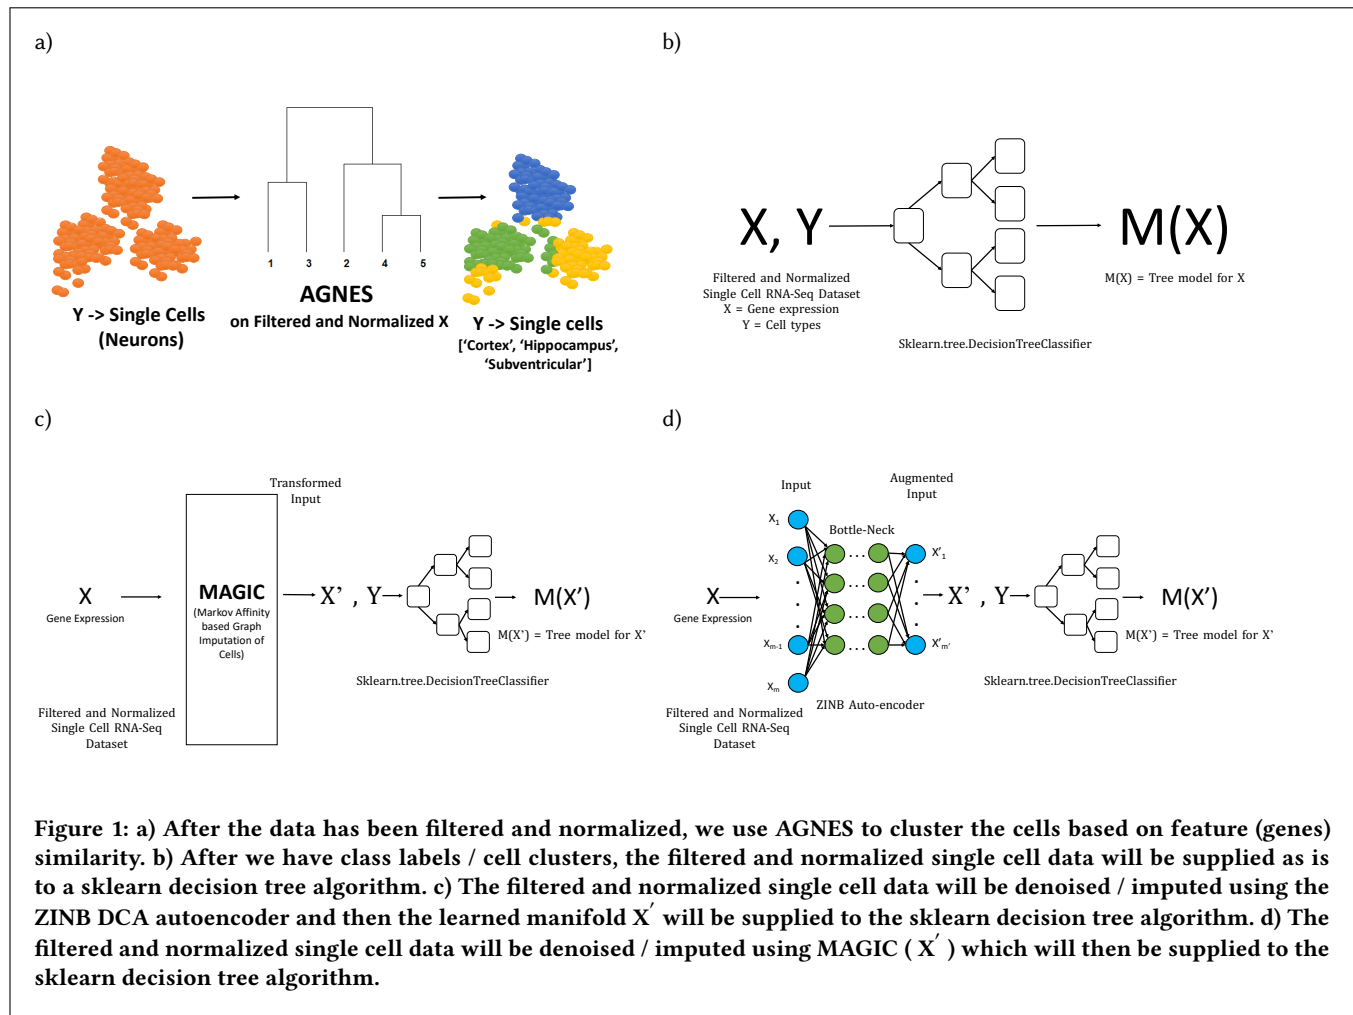 a)
1 3 2 4 5
AGNES
on Filtered and Normalized X
Y -> Single Cells
(Neurons)
Y -> Single cells
['Cortex', 'Hippocampus',
'Subventricular']
b)
X, Y
M(X)
Filtered and Normalized
Single Cell RNA-Seq Dataset
X = Gene expression
Y = Cell types
M(X) = Tree model for X
Sklearn.tree.DecisionTreeClassifier
c)
Transformed
Input
X
Gene Expression
MAGIC
(Markov Affinity
based Graph
Imputation of
Cells)
X’ , Y
M(X’)
M(X’) = Tree model for X’
Sklearn.tree.DecisionTreeClassifier
Filtered and Normalized
Single Cell RNA-Seq
Dataset
d)
Input
Augmented
Input
X1
Bottle-Neck
X2
...
...
X’1
X
Gene Expression
...
...
...
...
Xm-1
...
X’m’
Xm
X’ , Y
M(X’)
M(X’) = Tree model for X’
Sklearn.tree.DecisionTreeClassifier
ZINB Auto-encoder
Filtered and Normalized
Single Cell RNA-Seq
Dataset
Figure 1: a) After the data has been filtered and normalized, we use AGNES to cluster the cells based on feature (genes)
similarity. b) After we have class labels / cell clusters, the filtered and normalized single cell data will be supplied as is
to a sklearn decision tree algorithm. c) The filtered and normalized single cell data will be denoised / imputed using the
ZINB DCA autoencoder and then the learned manifold X′ will be supplied to the sklearn decision tree algorithm. d) The
filtered and normalized single cell data will be denoised / imputed using MAGIC ( X′ ) which will then be supplied to the
sklearn decision tree algorithm.